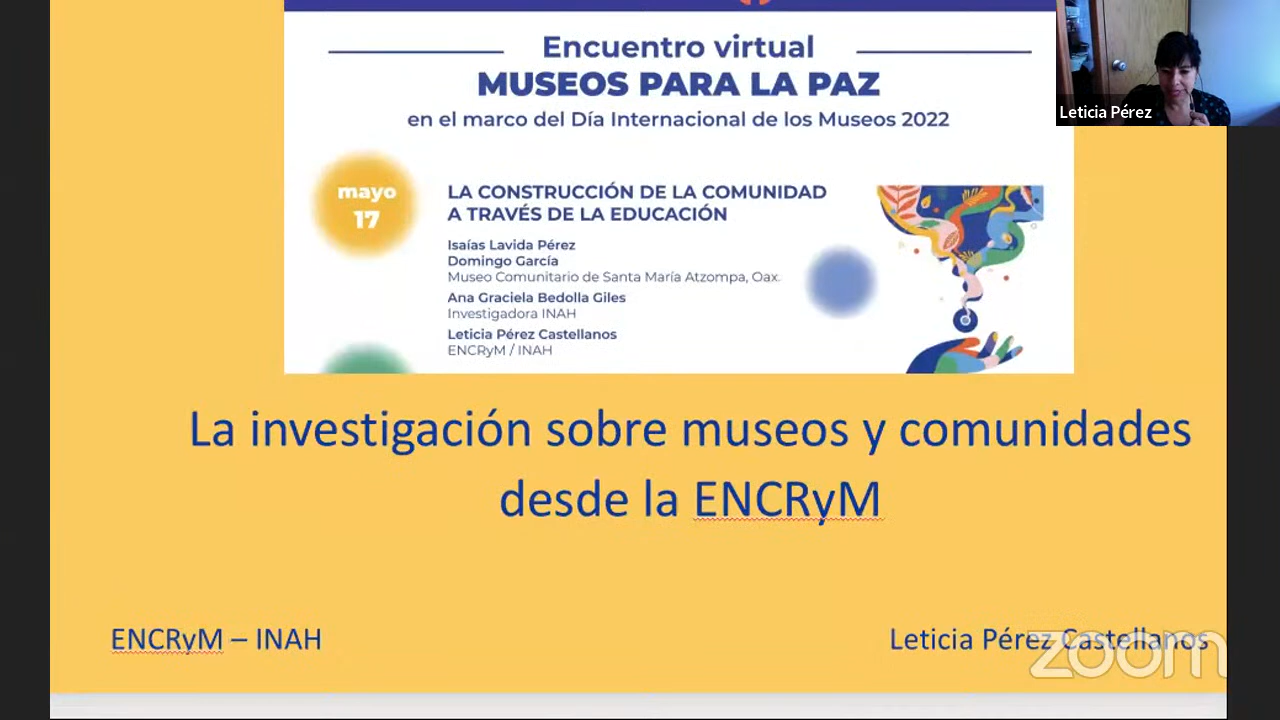 Encuentro virtual
MUSEOS PARA LA PAZ
en el marco del Día Internacional de los Museos 2022
Leticia Pérez
mayo
17
LA CONSTRUCCIÓN DE LA COMUNIDAD
A TRAVÉS DE LA EDUCACIÓN
Isaías Lavida Pérez
Domingo García
Museo Comunitario de Santa María Atzompa, Oax.
Ana Graciela Bedolla Giles
Investigadora INAH
Leticia Pérez Castellanos
ENCRyM / INAH
La investigación sobre museos y comunidades
desde la ENCRyM
ENCRyM – INAH
Leticia Pérez Castellanos
zoom